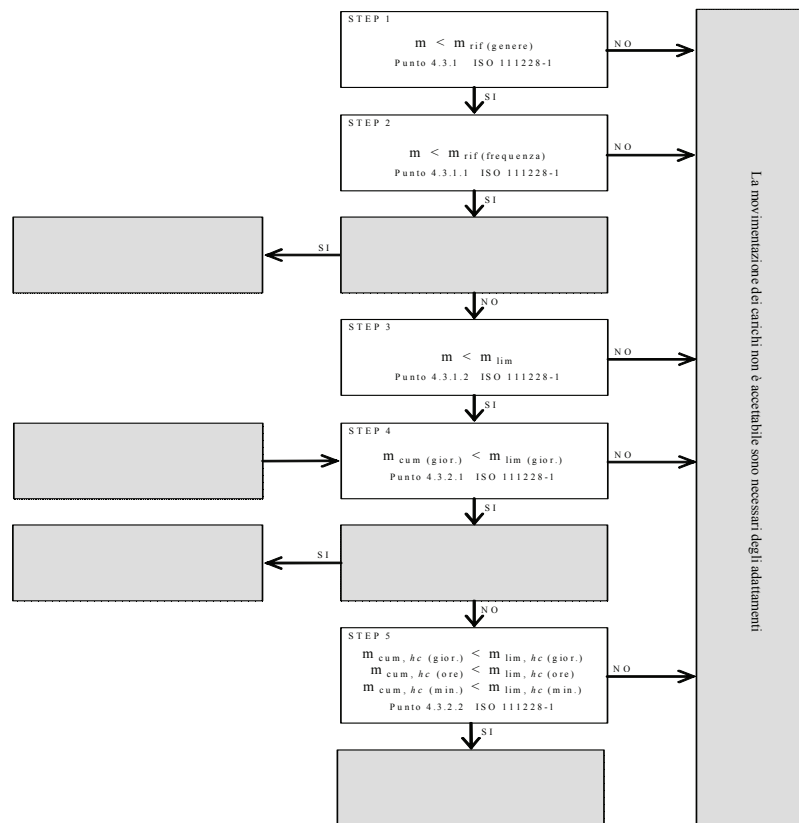 STEP 1
m < m rif (genere)
Punto 4.3.1 ISO 111228-1
NO
SI
STEP 2
m < m rif (frequenza)
Punto 4.3.1.1 ISO 111228-1
NO
SI
SI
NO
STEP 3
m < m lim
Punto 4.3.1.2 ISO 111228-1
NO
SI
STEP 4
m cum (gior.) < m lim (gior.)
Punto 4.3.2.1 ISO 111228-1
NO
SI
SI
NO
STEP 5
m cum, hc (gior.) < m lim, hc (gior.)
m cum, hc (ore) < m lim, hc (ore)
m cum, hc (min.) < m lim, hc (min.)
Punto 4.3.2.2 ISO 111228-1
NO
SI
La movimentazione dei carichi non è accettabile sono necessari degli adattamenti